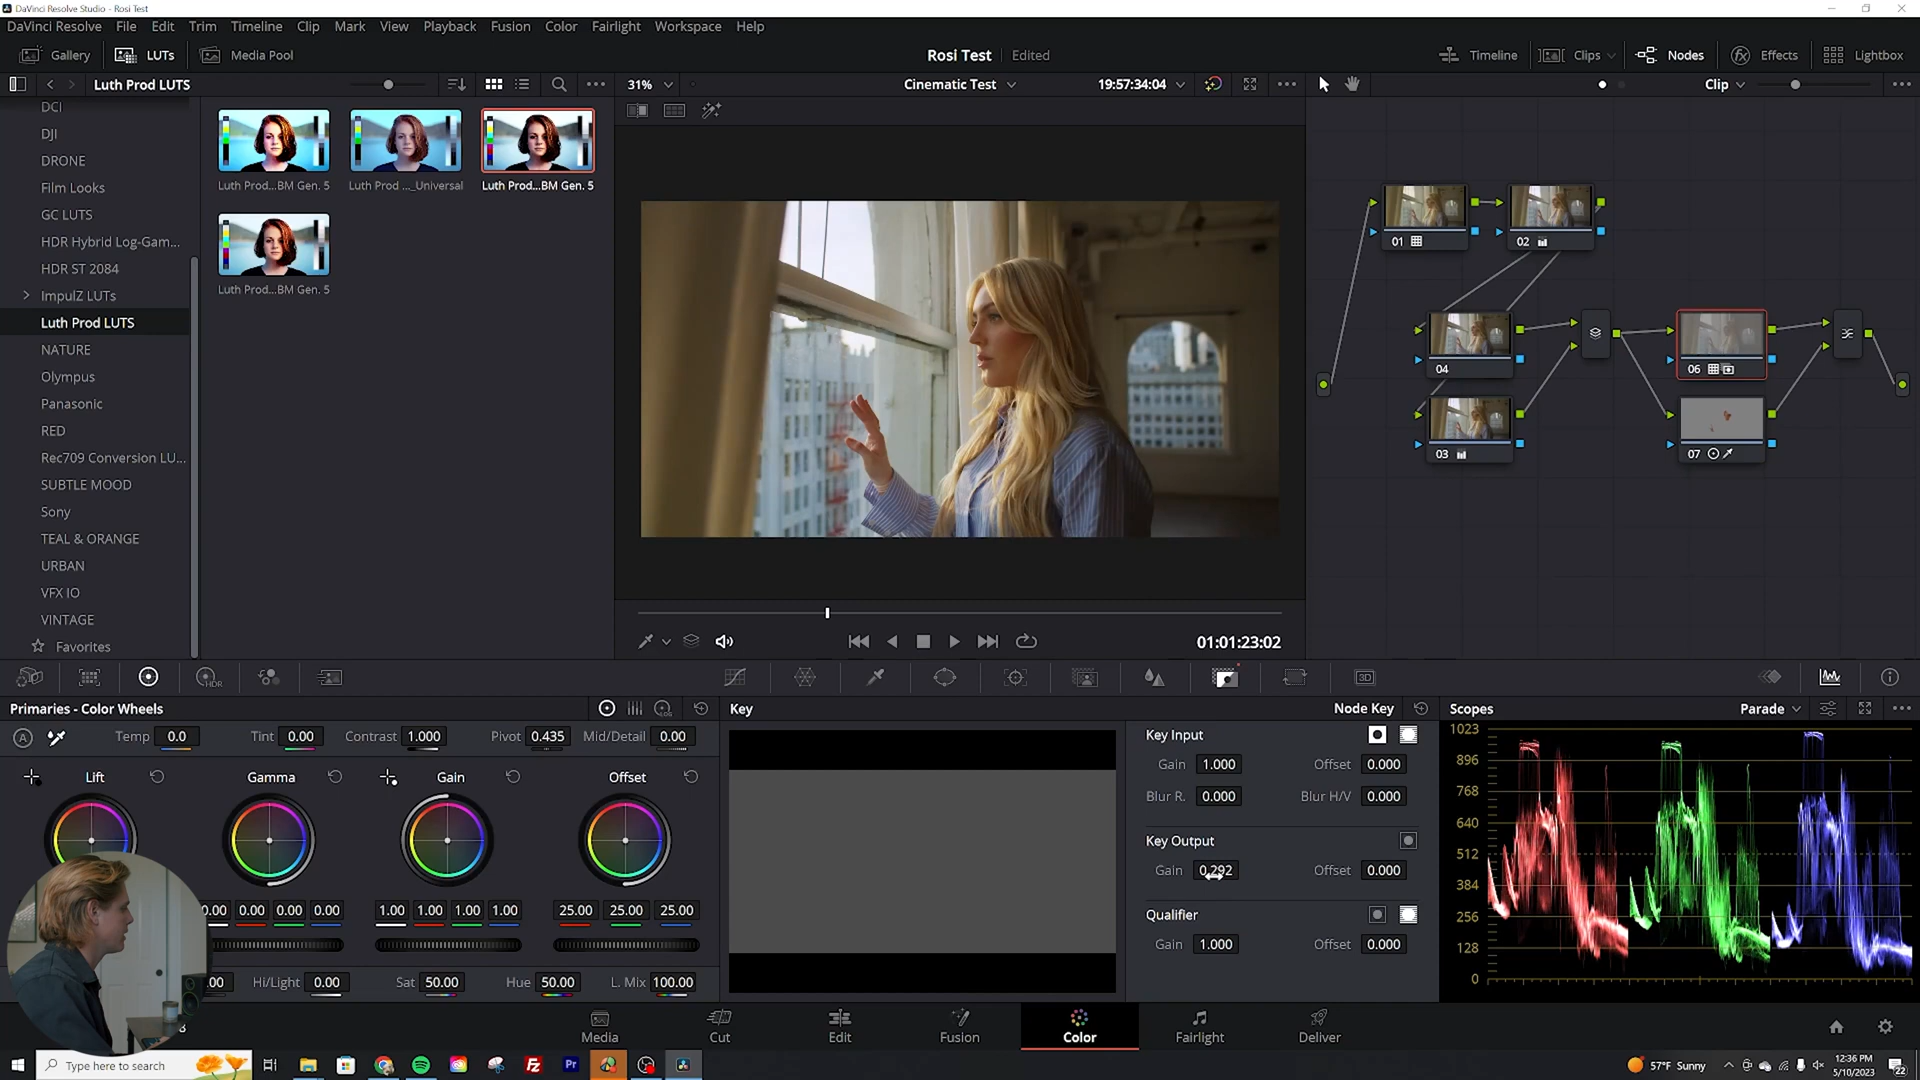 DaVinci Resolve Studio - Rosi Test
DaVinci Resolve File Edit Trim Timeline Clip Mark View Playback Fusion Color Fairlight Workspace Help
Gallery LUTs Media Pool Rosi Test Edited Timeline Clips Nodes Effects Lightbox
Luth Prod LUTS 31% Cinematic Test 19:57:34:04 Clip
DCI
DJI
DRONE
Film Looks
GC LUTS
HDR Hybrid Log-Gam...
HDR ST 2084
ImpulZ LUTs
Luth Prod LUTS
NATURE
Olympus
Panasonic
RED
Rec709 Conversion LU...
SUBTLE MOOD
Sony
TEAL & ORANGE
URBAN
VFX IO
VINTAGE
Favorites
Luth Prod...BM Gen. 5 Luth Prod ..._Universal Luth Prod...BM Gen. 5
Luth Prod...BM Gen. 5
01 02
04 06
03 07
01:01:23:02
HDR 3D
Primaries - Color Wheels
A Temp 0.0 Tint 0.00 Contrast 1.000 Pivot 0.435 Mid/Detail 0.00
Lift Gamma Gain Offset
0.00 0.00 0.00 0.00 1.00 1.00 1.00 1.00 25.00 25.00 25.00
.00 Hi/Light 0.00 Sat 50.00 Hue 50.00 L. Mix 100.00
Key Node Key
Key Input
Gain 1.000 Offset 0.000
Blur R. 0.000 Blur H/V 0.000
Key Output
Gain 0.292 Offset 0.000
Qualifier
Gain 1.000 Offset 0.000
Scopes Parade
1023
896
768
640
512
384
256
128
0
Media Cut Edit Fusion Color Fairlight Deliver
Type here to search Pr 57°F Sunny 12:36 PM
5/10/2023
22